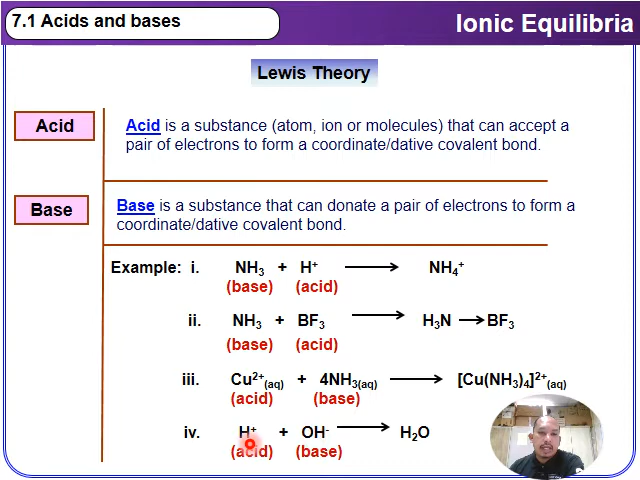 7.1 Acids and bases
Ionic Equilibria
Lewis Theory
Acid
Acid is a substance (atom, ion or molecules) that can accept a
pair of electrons to form a coordinate/dative covalent bond.
Base
Base is a substance that can donate a pair of electrons to form a
coordinate/dative covalent bond.
Example: i. NH₃ + H⁺ ⟶ NH₄⁺
(base) (acid)
ii. NH₃ + BF₃ ⟶ H₃N ⟶ BF₃
(base) (acid)
iii. Cu²⁺(aq) + 4NH₃(aq) ⟶ [Cu(NH₃)₄]²⁺(aq)
(acid) (base)
iv. H⁺ + OH⁻ ⟶ H₂O
(acid) (base)